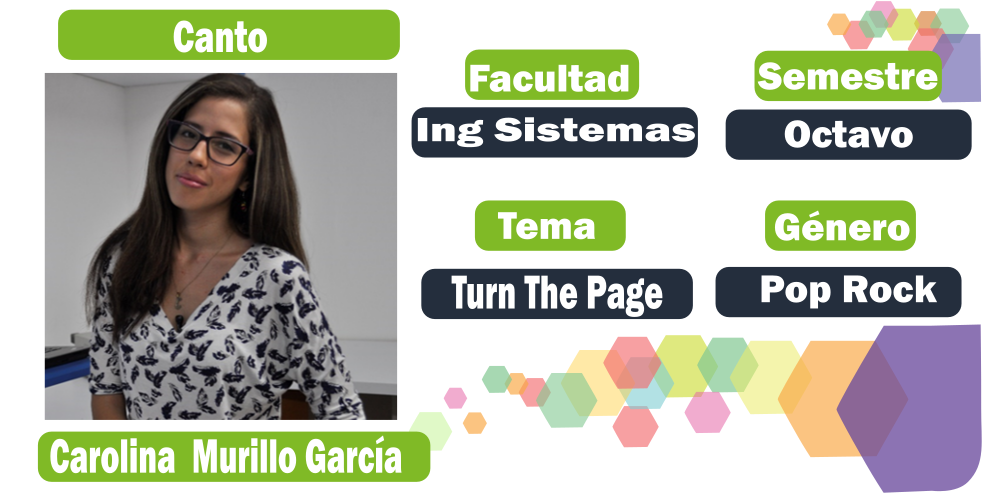 Canto
Facultad
Semestre
Ing Sistemas
Octavo
Tema
Género
Turn The Page
Pop Rock
Carolina Murillo García